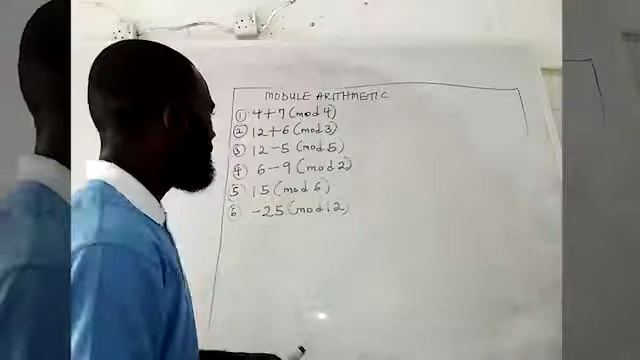 MODULE ARITHMETIC
① 4+7 (mod 4)
② 12+6 (mod 3)
③ 12-5 (mod 5)
④ 6-9 (mod 2)
⑤ 15 (mod 6)
⑥ -25 (mod 12)